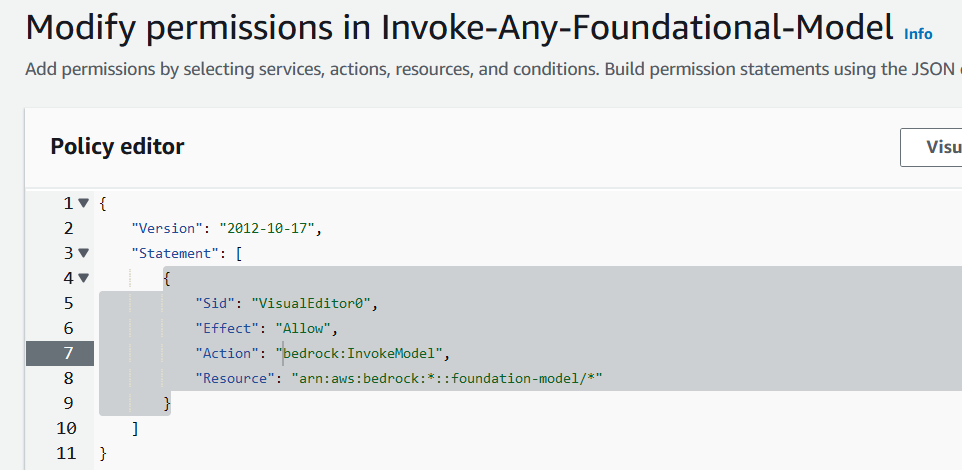 Modify permissions in Invoke-Any-Foundational-Model Info
Add permissions by selecting services, actions, resources, and conditions. Build permission statements using the JSON
Policy editor
Visu
1 {
2 "Version": "2012-10-17",
3 "Statement": [
4 {
5 "Sid": "VisualEditor0",
6 "Effect": "Allow",
7 "Action": "bedrock:InvokeModel",
8 "Resource": "arn:aws:bedrock:*::foundation-model/*"
9 }
10 ]
11 }